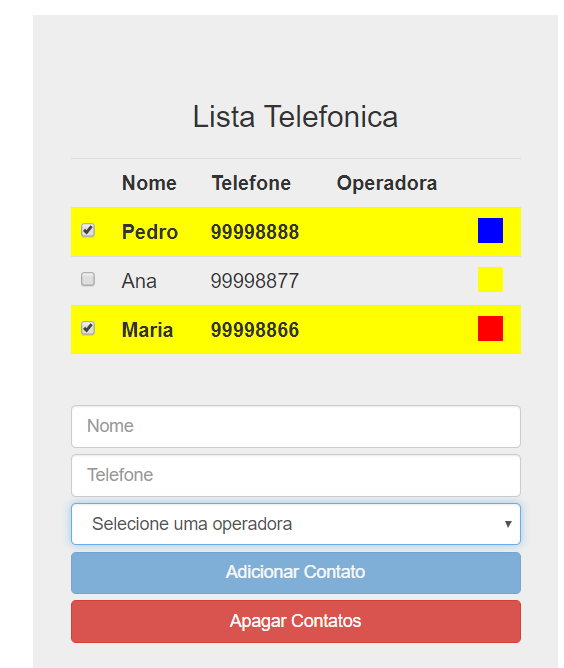 Lista Telefonica
Nome Telefone Operadora
Pedro 99998888
Ana 99998877
Maria 99998866
Nome
Telefone
Selecione uma operadora
Adicionar Contato
Apagar Contatos